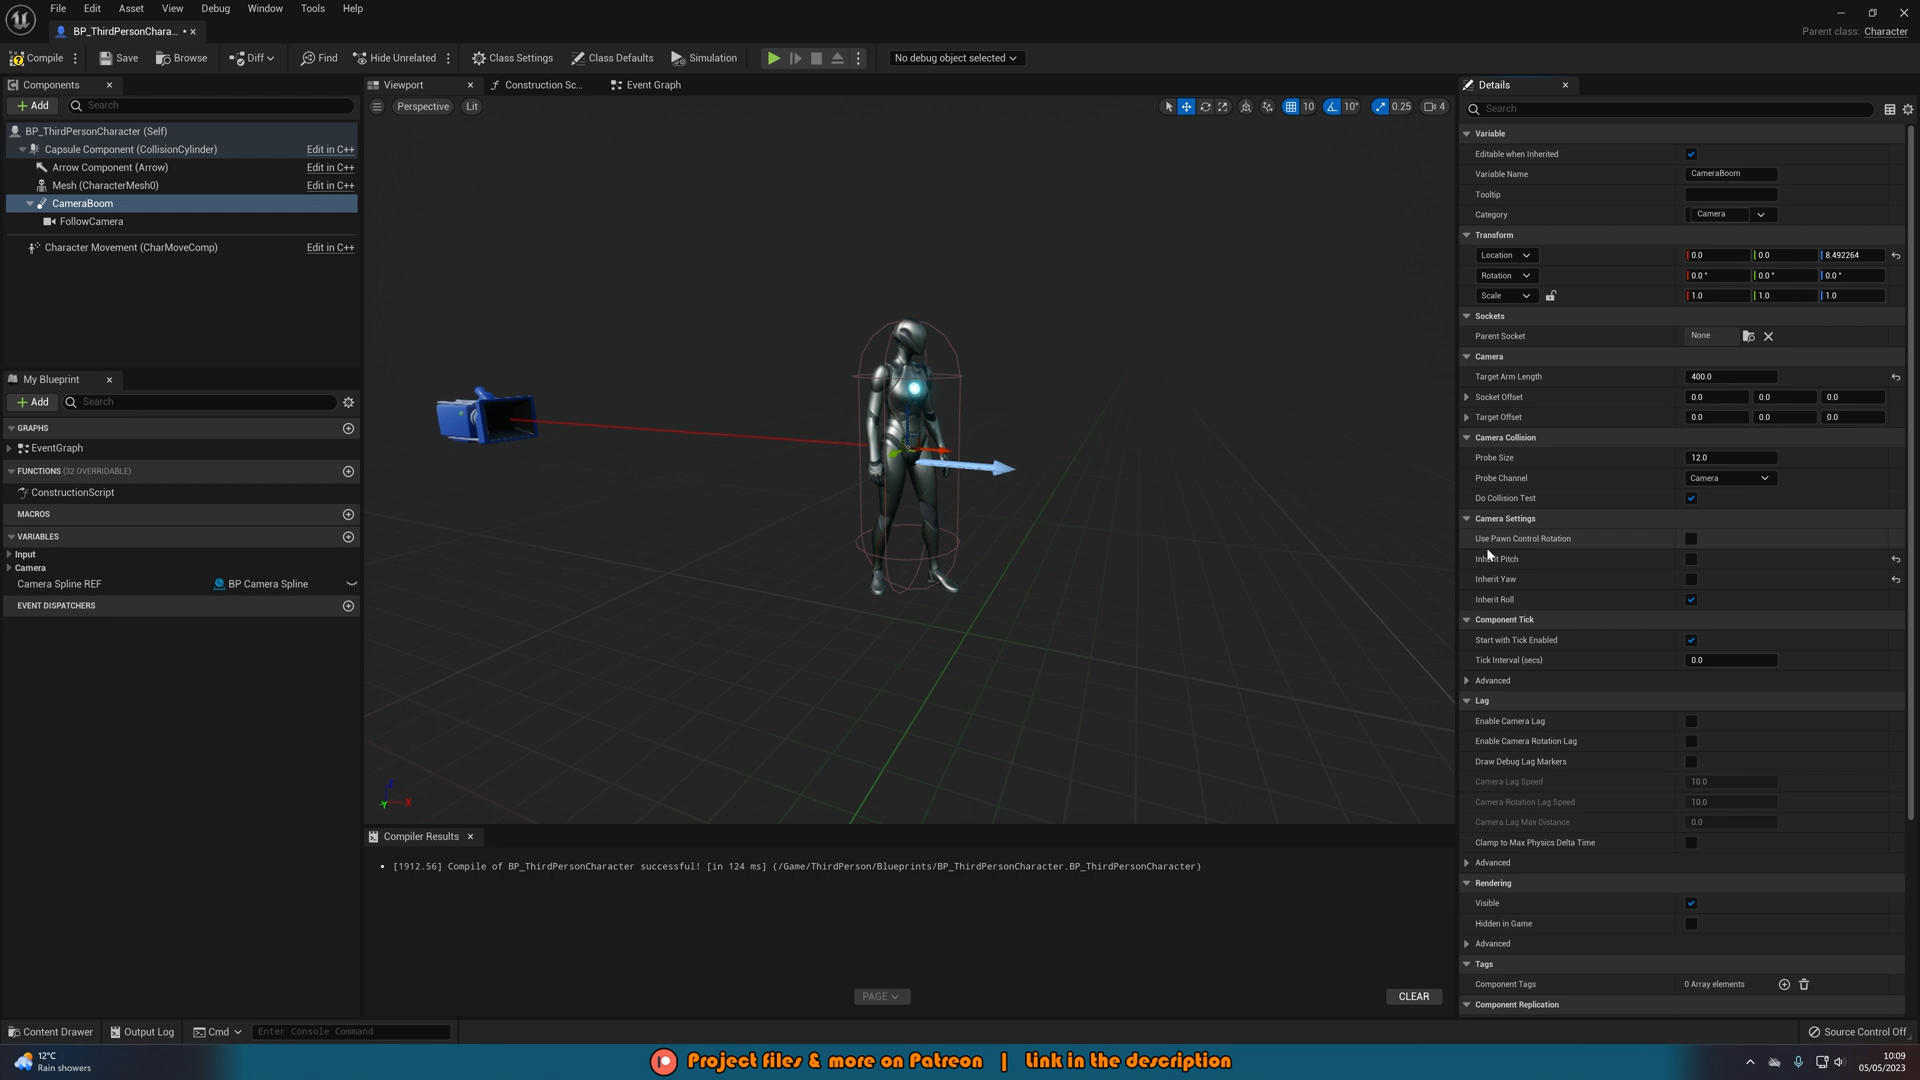 File Edit Asset View Debug Window Tools Help
BP_ThirdPersonChara... •
Parent class: Character
Compile Save Browse Diff Find Hide Unrelated Class Settings Class Defaults Simulation No debug object selected
Components
Add Search
BP_ThirdPersonCharacter (Self)
Capsule Component (CollisionCylinder) Edit in C++
Arrow Component (Arrow) Edit in C++
Mesh (CharacterMesh0) Edit in C++
CameraBoom
FollowCamera
Character Movement (CharMoveComp) Edit in C++
My Blueprint
Add Search
GRAPHS
EventGraph
FUNCTIONS (32 OVERRIDABLE)
ConstructionScript
MACROS
VARIABLES
Input
Camera
Camera Spline REF BP Camera Spline
EVENT DISPATCHERS
Viewport Construction Sc... Event Graph
Perspective Lit 10 10° 0.25 4
Z
Y X
Compiler Results
• [1912.56] Compile of BP_ThirdPersonCharacter successful! [in 124 ms] (/Game/ThirdPerson/Blueprints/BP_ThirdPersonCharacter.BP_ThirdPersonCharacter)
PAGE CLEAR
Details
Search
Variable
Editable when Inherited
Variable Name CameraBoom
Tooltip
Category Camera
Transform
Location 0.0 0.0 8.492264
Rotation 0.0 ° 0.0 ° 0.0 °
Scale 1.0 1.0 1.0
Sockets
Parent Socket None
Camera
Target Arm Length 400.0
Socket Offset 0.0 0.0 0.0
Target Offset 0.0 0.0 0.0
Camera Collision
Probe Size 12.0
Probe Channel Camera
Do Collision Test
Camera Settings
Use Pawn Control Rotation
Inherit Pitch
Inherit Yaw
Inherit Roll
Component Tick
Start with Tick Enabled
Tick Interval (secs) 0.0
Advanced
Lag
Enable Camera Lag
Enable Camera Rotation Lag
Draw Debug Lag Markers
Camera Lag Speed 10.0
Camera Rotation Lag Speed 10.0
Camera Lag Max Distance 0.0
Clamp to Max Physics Delta Time
Advanced
Rendering
Visible
Hidden in Game
Advanced
Tags
Component Tags 0 Array elements
Component Replication
Content Drawer Output Log Cmd Enter Console Command Source Control Off
12°C
Rain showers
Project files & more on Patreon | Link in the description
10:09
05/05/2023